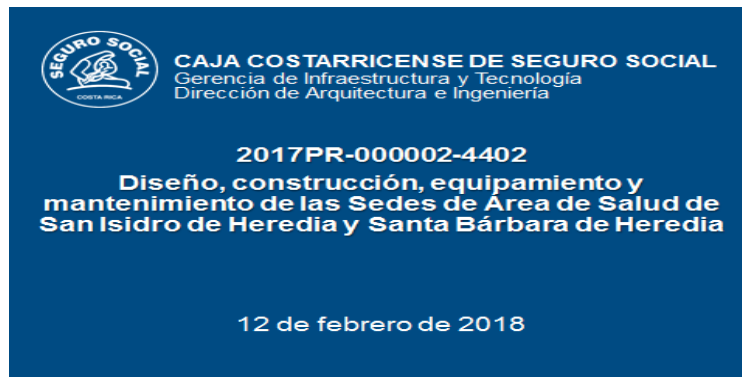 SEGURO SOCIAL
COSTA RICA
CAJA COSTARRICENSE DE SEGURO SOCIAL
Gerencia de Infraestructura y Tecnología
Dirección de Arquitectura e Ingeniería
2017PR-000002-4402
Diseño, construcción, equipamiento y
mantenimiento de las Sedes de Área de Salud de
San Isidro de Heredia y Santa Bárbara de Heredia
12 de febrero de 2018